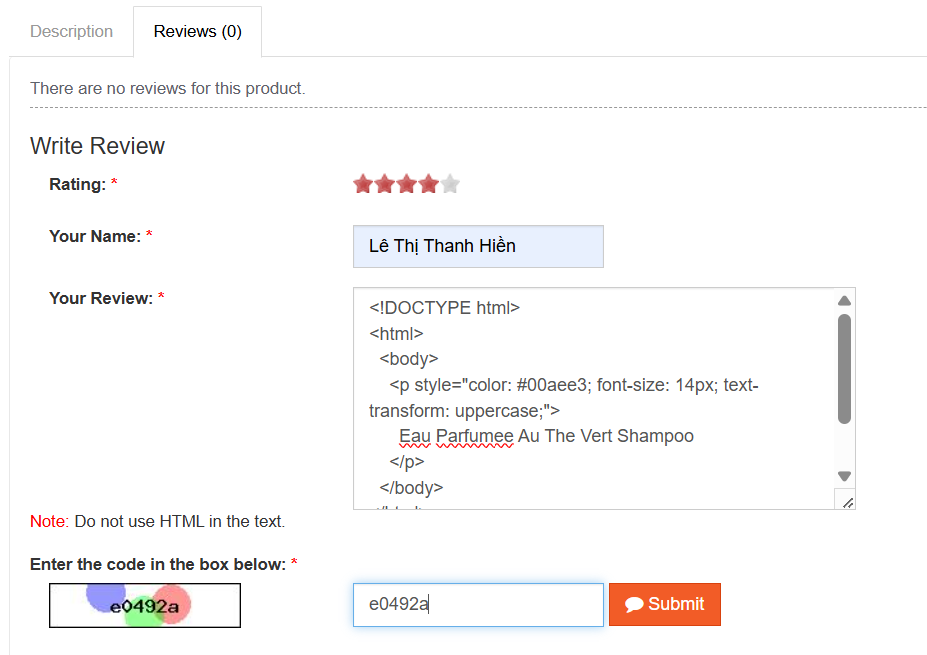 Description
Reviews (0)
There are no reviews for this product.
Write Review
Rating: *
Your Name: *
Lê Thị Thanh Hiền
Your Review: *
<!DOCTYPE html>
<html>
<body>
<p style="color: #00aee3; font-size: 14px; text-
transform: uppercase;">
Eau Parfumee Au The Vert Shampoo
</p>
</body>
Note: Do not use HTML in the text.
Enter the code in the box below: *
e0492a
e0492a
Submit